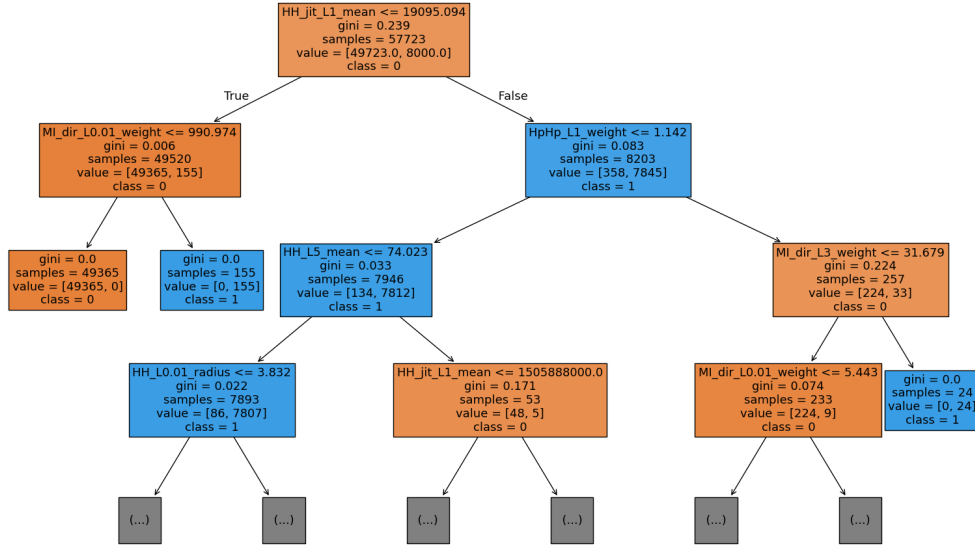 HH_jit_L1_mean <= 19095.094
gini = 0.239
samples = 57723
value = [49723.0, 8000.0]
class = 0
True
False
MI_dir_L0.01_weight <= 990.974
gini = 0.006
samples = 49520
value = [49365, 155]
class = 0
HpHp_L1_weight <= 1.142
gini = 0.083
samples = 8203
value = [358, 7845]
class = 1
gini = 0.0
samples = 49365
value = [49365, 0]
class = 0
gini = 0.0
samples = 155
value = [0, 155]
class = 1
HH_L5_mean <= 74.023
gini = 0.033
samples = 7946
value = [134, 7812]
class = 1
MI_dir_L3_weight <= 31.679
gini = 0.224
samples = 257
value = [224, 33]
class = 0
HH_L0.01_radius <= 3.832
gini = 0.022
samples = 7893
value = [86, 7807]
class = 1
HH_jit_L1_mean <= 1505888000.0
gini = 0.171
samples = 53
value = [48, 5]
class = 0
MI_dir_L0.01_weight <= 5.443
gini = 0.074
samples = 233
value = [224, 9]
class = 0
gini = 0.0
samples = 24
value = [0, 24]
class = 1
(...)
(...)
(...)
(...)
(...)
(...)